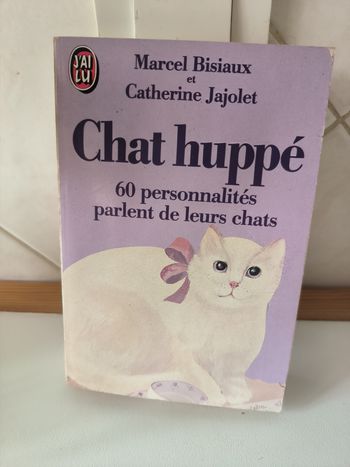 J'AI
LU
Marcel Bisiaux
et
Catherine Jajolet
Chat huppé
60 personnalités
parlent de leurs chats